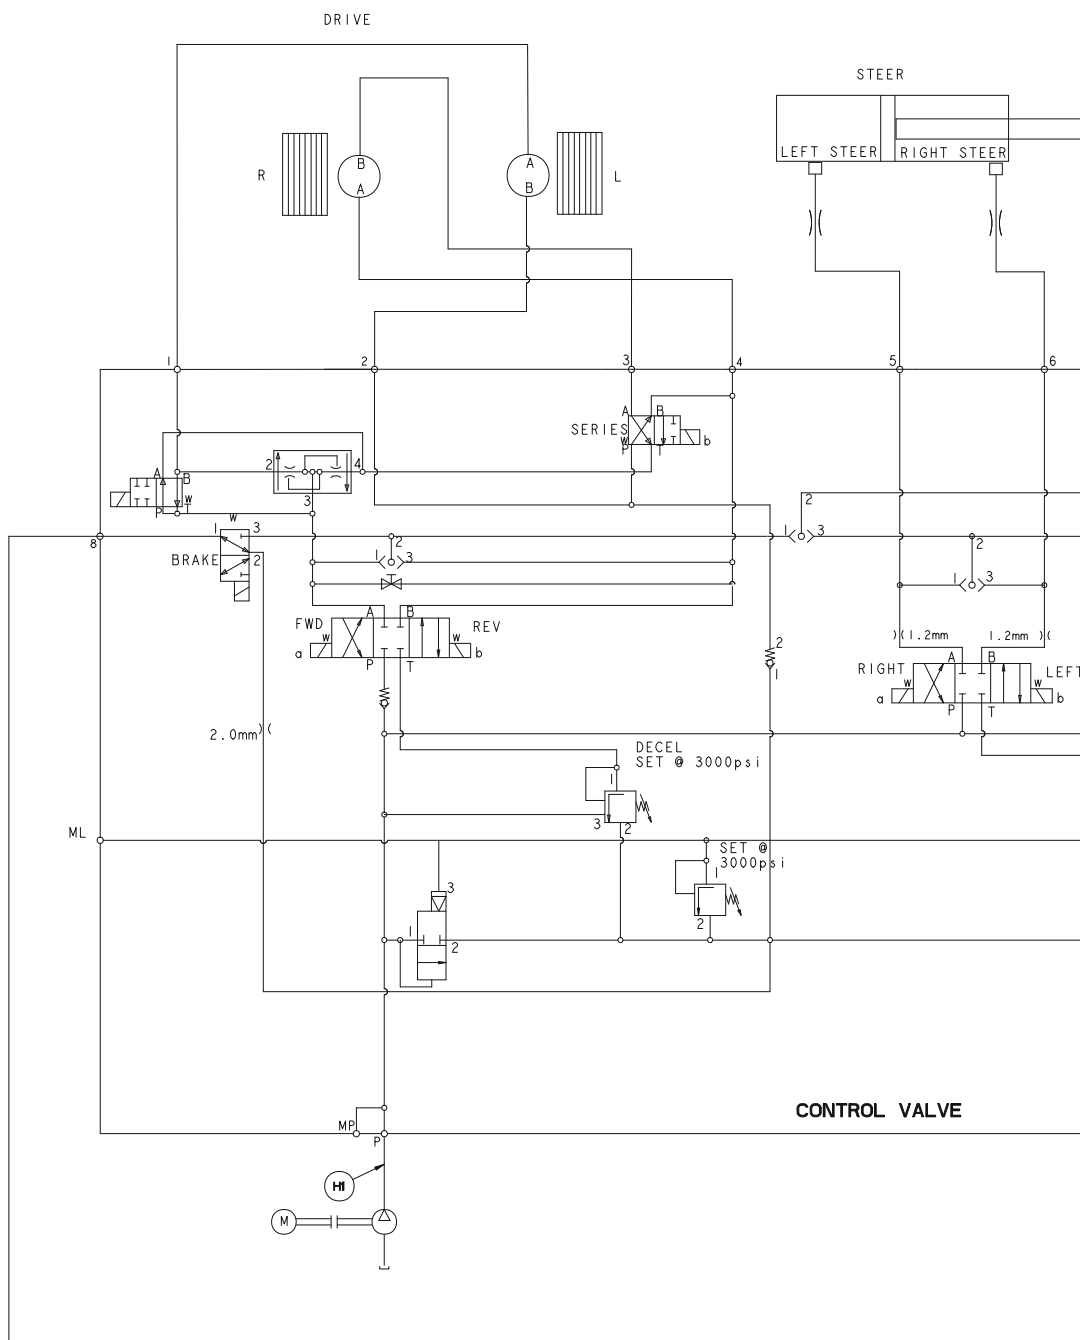 DRIVE
STEER
LEFT STEER RIGHT STEER
R B A A B L
1 2 3 4 5 6
A B
SERIES W P T b
2 4
A B
3
P W
8 1 W 3
BRAKE 2
2
1 3
2
1 3
2
1 3
FWD A B REV
a W P T W b
)(1.2mm 1.2mm )(
2
1
RIGHT A B LEFT
a W P T W b
2.0mm)(
DECEL
SET @ 3000psi
1
3 2
ML
SET @
3000psi
1
2
3
1
2
CONTROL VALVE
MP
P
H1
M